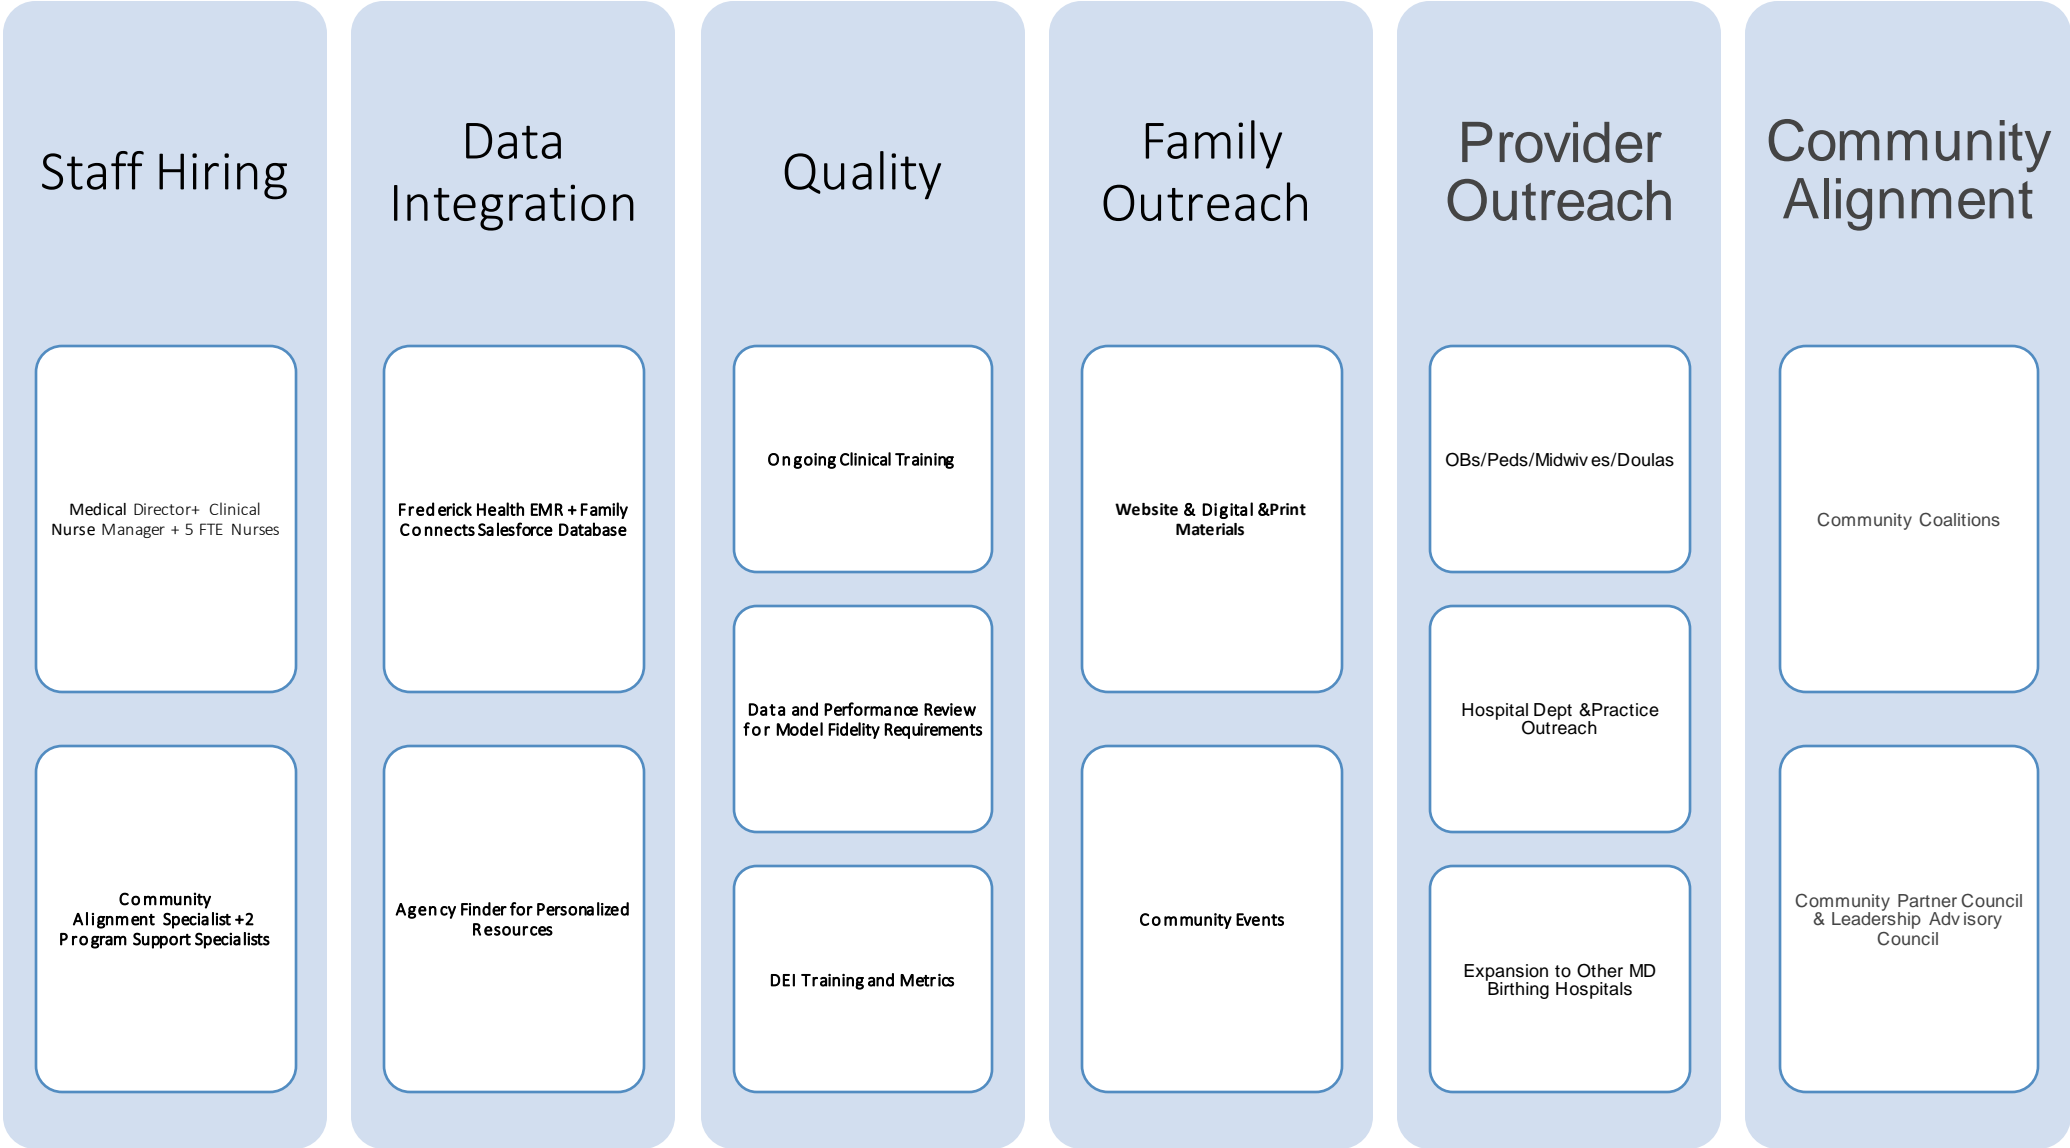 Staff Hiring
Medical Director+ Clinical
Nurse Manager + 5 FTE Nurses
Community
Alignment Specialist +2
Program Support Specialists
Data
Integration
Frederick Health EMR + Family
Connects Salesforce Database
Agency Finder for Personalized
Resources
Quality
Ongoing Clinical Training
Data and Performance Review
for Model Fidelity Requirements
DEI Training and Metrics
Family
Outreach
Website & Digital &Print
Materials
Community Events
Provider
Outreach
OBs/Peds/Midwives/Doulas
Hospital Dept &Practice
Outreach
Expansion to Other MD
Birthing Hospitals
Community
Alignment
Community Coalitions
Community Partner Council
& Leadership Advisory
Council